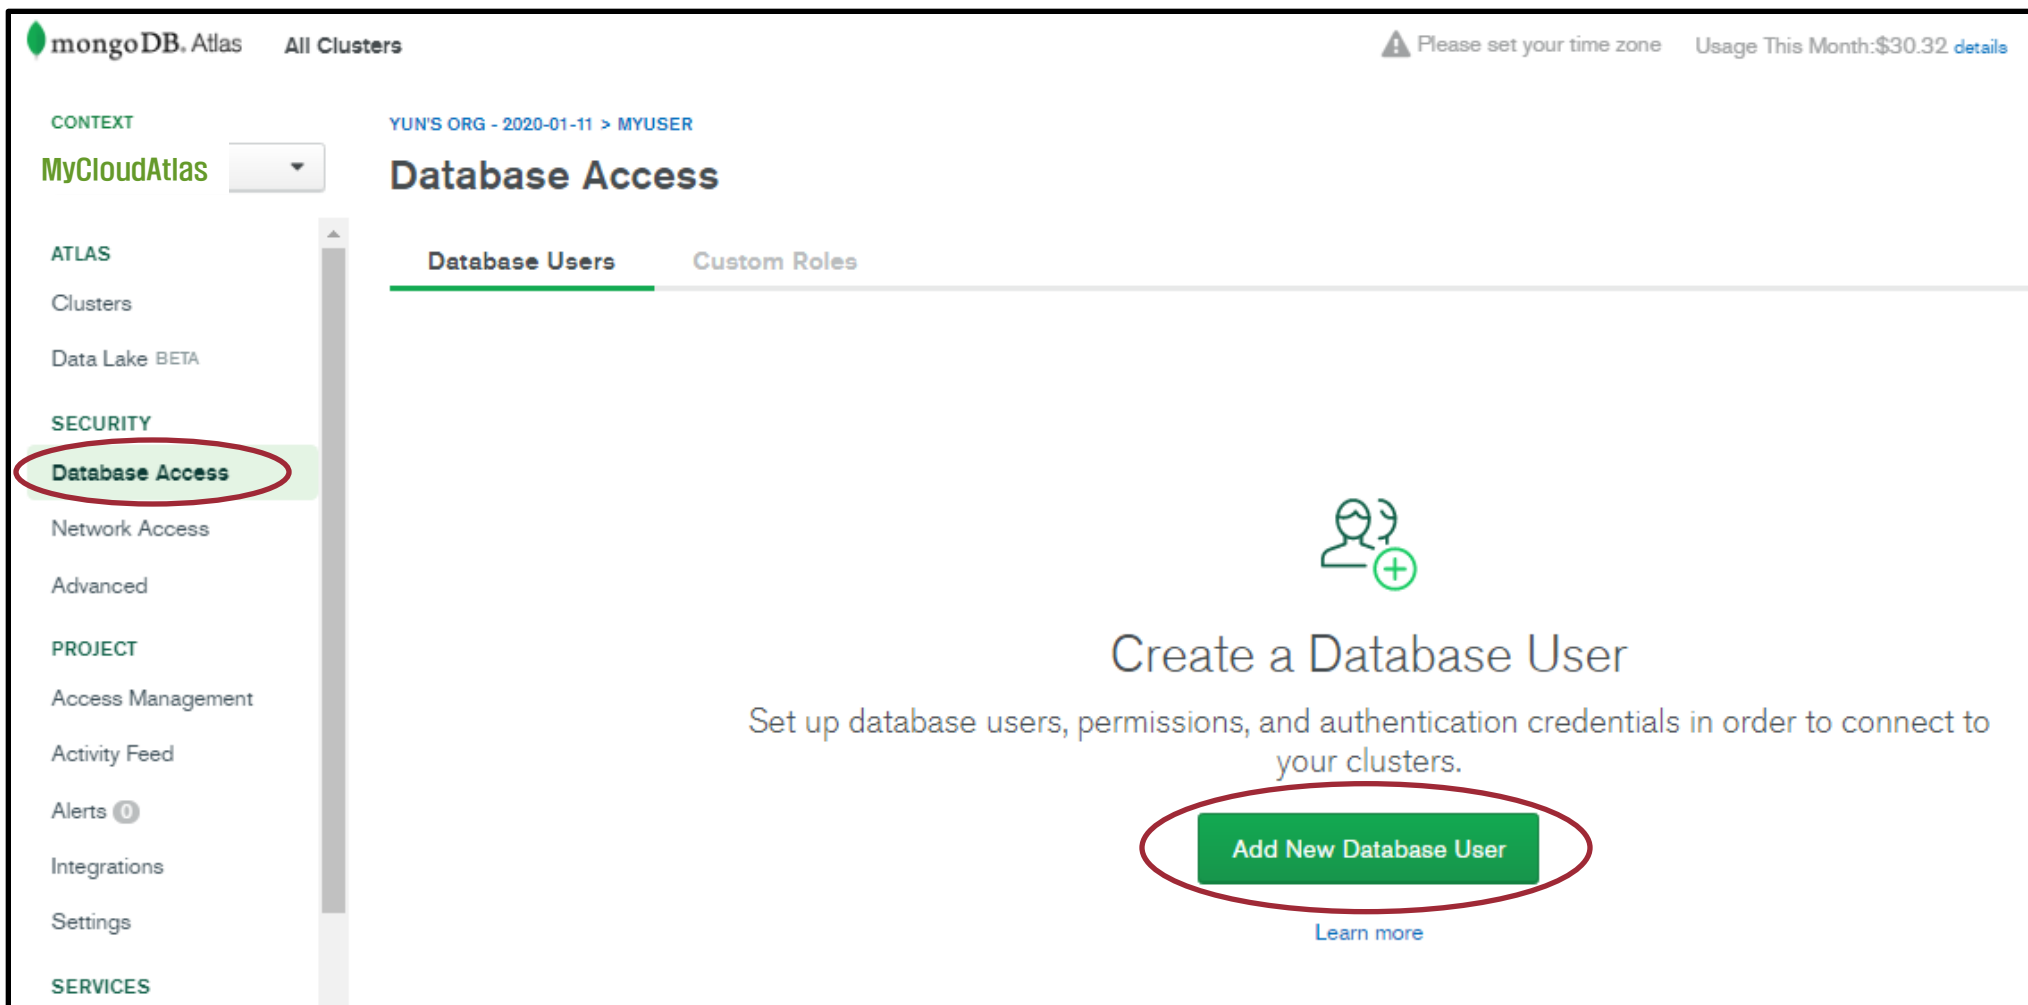 mongoDB. Atlas All Clusters Please set your time zone Usage This Month:$30.32 details
CONTEXT
MyCloudAtlas
YUN'S ORG - 2020-01-11 > MYUSER
Database Access
ATLAS
Clusters
Data Lake BETA
SECURITY
Database Access
Network Access
Advanced
PROJECT
Access Management
Activity Feed
Alerts 0
Integrations
Settings
SERVICES
Database Users Custom Roles
Create a Database User
Set up database users, permissions, and authentication credentials in order to connect to
your clusters.
Add New Database User
Learn more